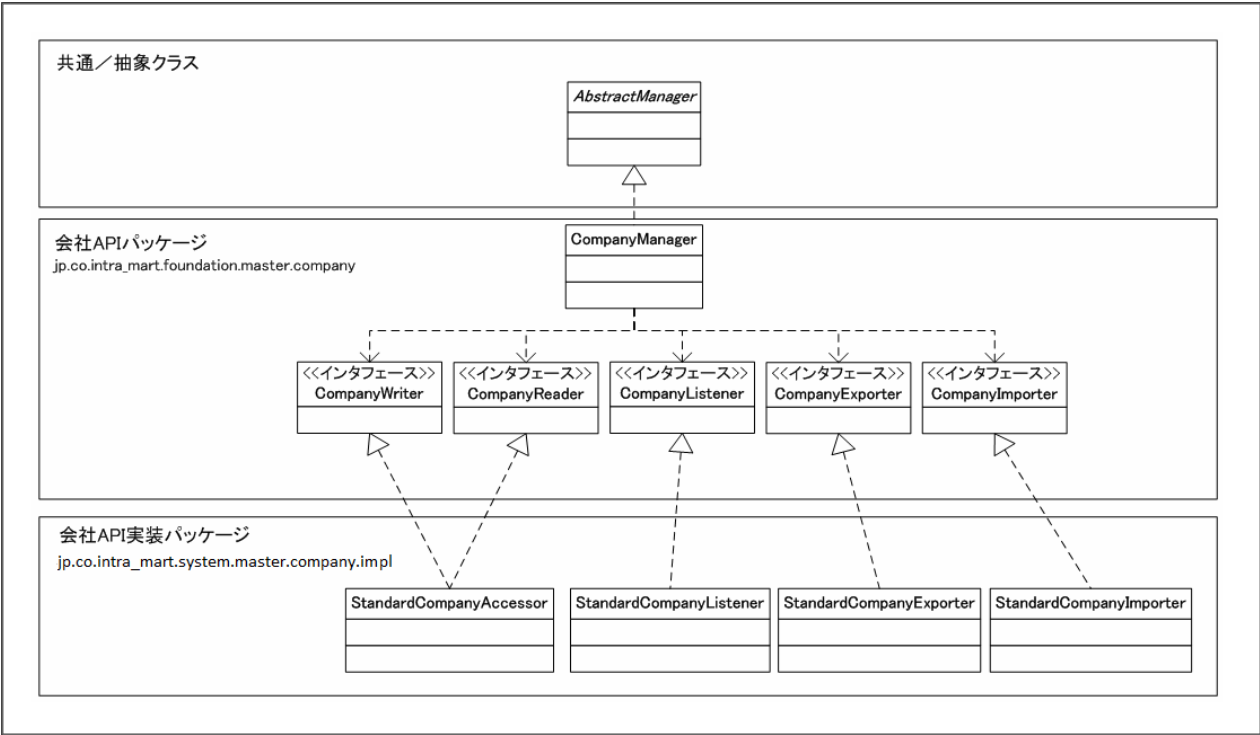 共通／抽象クラス
AbstractManager
会社APIパッケージ
jp.co.intra_mart.foundation.master.company
CompanyManager
<<インタフェース>>
CompanyWriter
<<インタフェース>>
CompanyReader
<<インタフェース>>
CompanyListener
<<インタフェース>>
CompanyExporter
<<インタフェース>>
CompanyImporter
会社API実装パッケージ
jp.co.intra_mart.system.master.company.impl
StandardCompanyAccessor
StandardCompanyListener
StandardCompanyExporter
StandardCompanyImporter